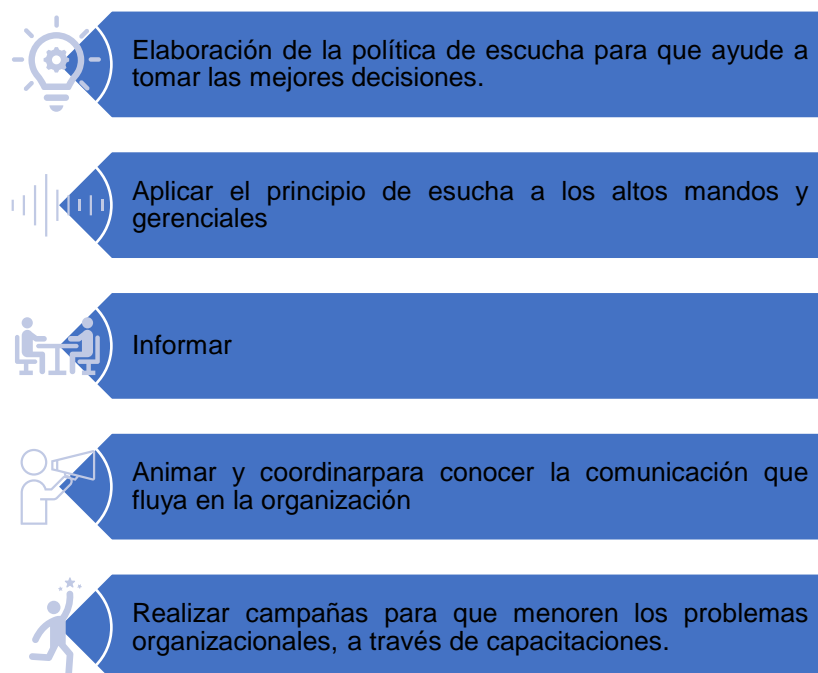 Elaboración de la política de escucha para que ayude a
tomar las mejores decisiones.
Aplicar el principio de esucha a los altos mandos y
gerenciales
Informar
Animar y coordinarpara conocer la comunicación que
fluya en la organización
Realizar campañas para que menoren los problemas
organizacionales, a través de capacitaciones.